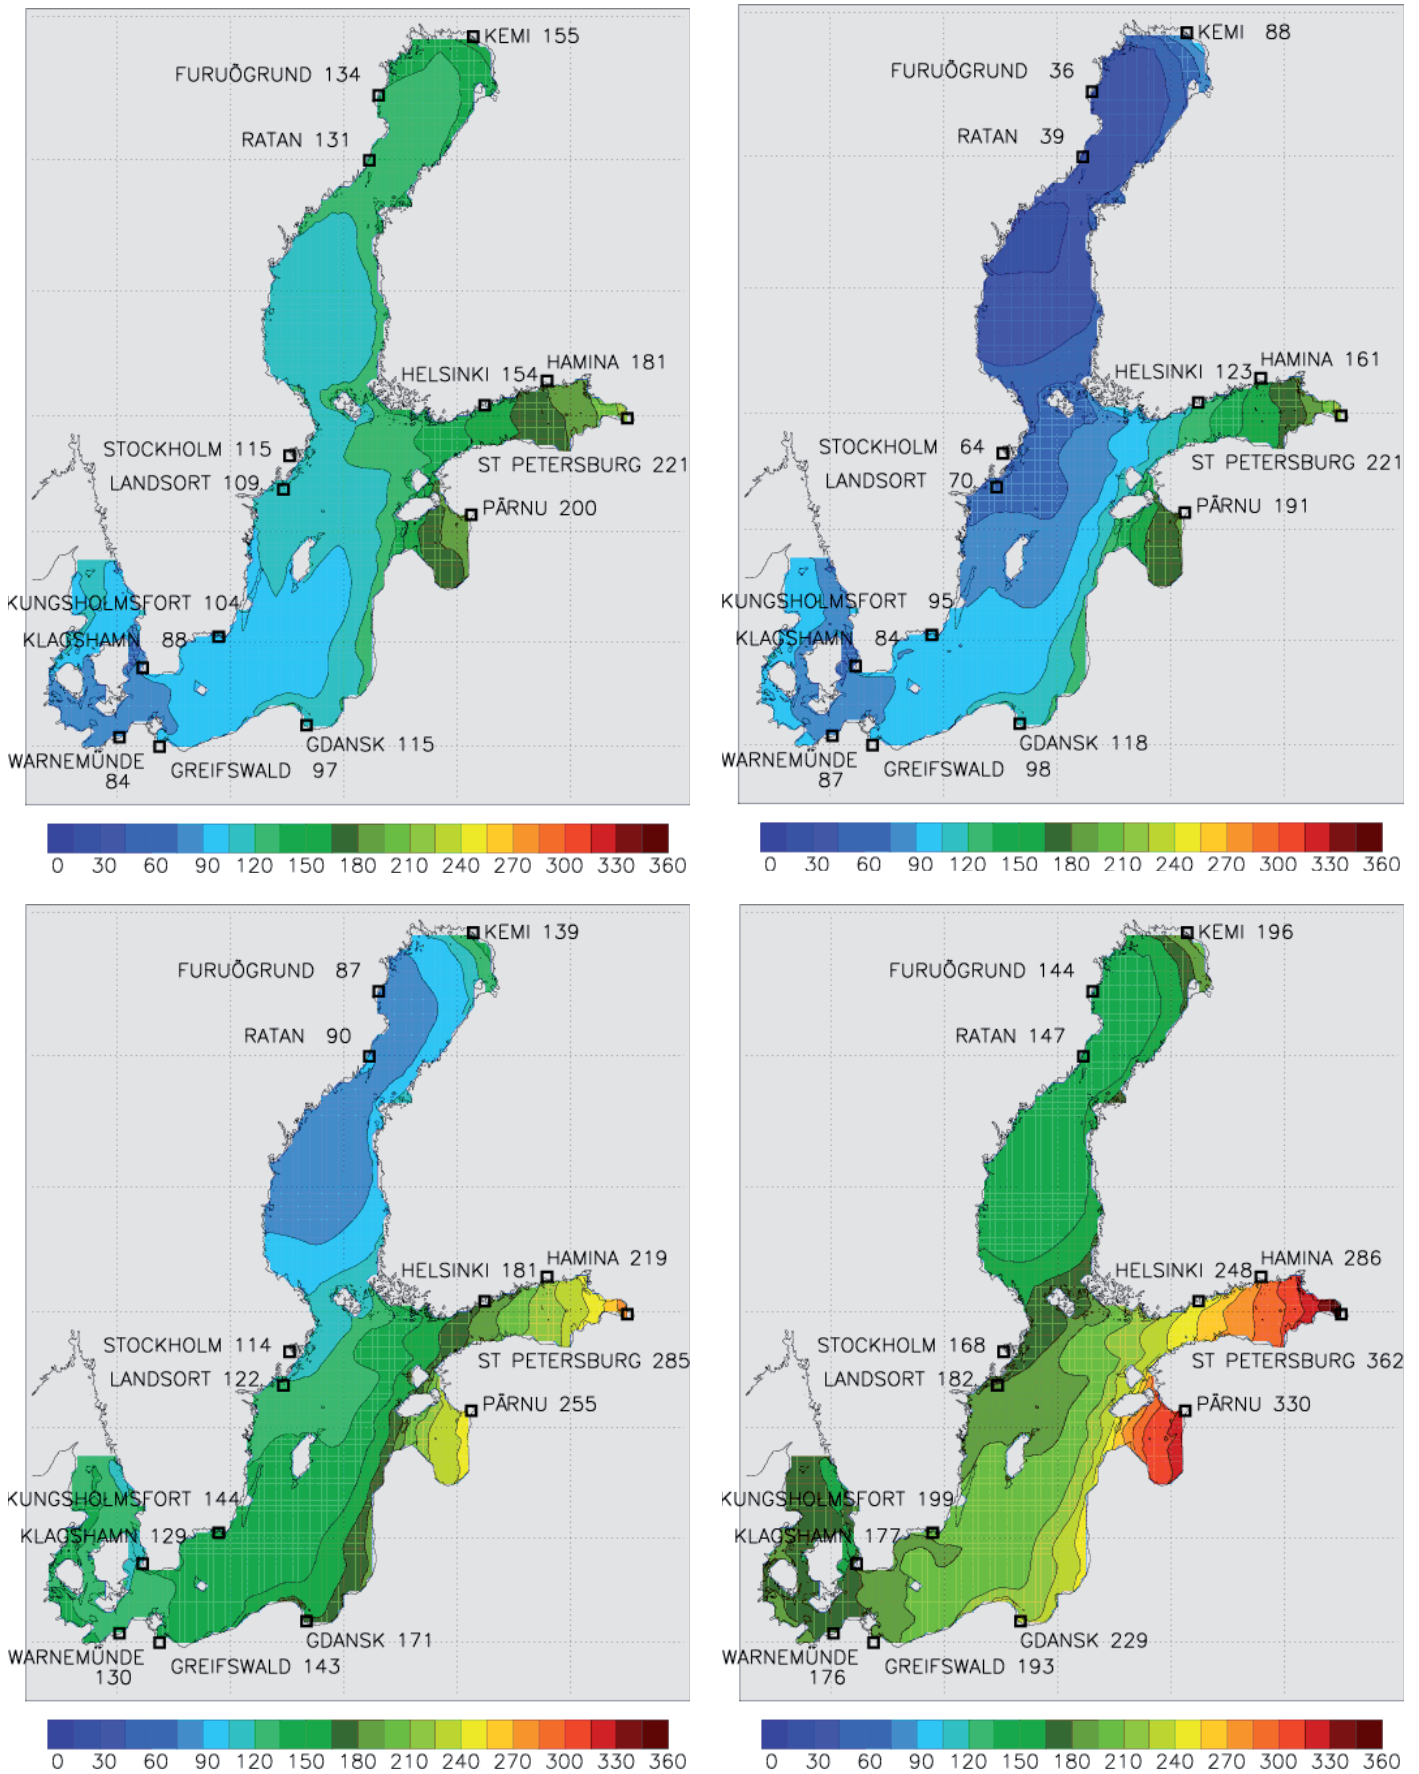 KEMI 155
FURUÖGRUND 134
RATAN 131
HAMINA 181
HELSINKI 154
STOCKHOLM 115
ST PETERSBURG 221
LANDSORT 109
PÄRNU 200
KUNGSHOLMSFORT 104
KLAGSHAMN 88
GDANSK 115
WARNEMÜNDE
84
GREIFSWALD 97
0 30 60 90 120 150 180 210 240 270 300 330 360
KEMI 88
FURUÖGRUND 36
RATAN 39
HAMINA 161
HELSINKI 123
STOCKHOLM 64
ST PETERSBURG 221
LANDSORT 70
PÄRNU 191
KUNGSHOLMSFORT 95
KLAGSHAMN 84
GDANSK 118
WARNEMÜNDE
87
GREIFSWALD 98
0 30 60 90 120 150 180 210 240 270 300 330 360
KEMI 139
FURUÖGRUND 87
RATAN 90
HAMINA 219
HELSINKI 181
STOCKHOLM 114
ST PETERSBURG 285
LANDSORT 122
PÄRNU 255
KUNGSHOLMSFORT 144
KLAGSHAMN 129
GDANSK 171
WARNEMÜNDE
130
GREIFSWALD 143
0 30 60 90 120 150 180 210 240 270 300 330 360
KEMI 196
FURUÖGRUND 144
RATAN 147
HAMINA 286
HELSINKI 248
STOCKHOLM 168
ST PETERSBURG 362
LANDSORT 182
PÄRNU 330
KUNGSHOLMSFORT 199
KLAGSHAMN 177
GDANSK 229
WARNEMÜNDE
176
GREIFSWALD 193
0 30 60 90 120 150 180 210 240 270 300 330 360